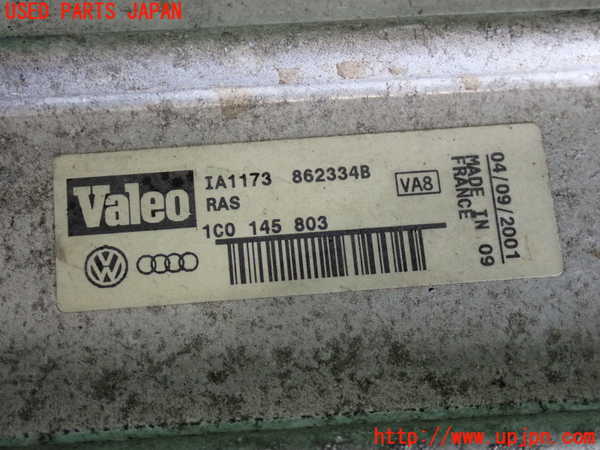 USED PARTS JAPAN
Valeo
IA1173 862334B
RAS
1C0 145 803
VA8
04/09/2001
MADE IN 09
FRANCE
VW
http://www.upjpn.com/